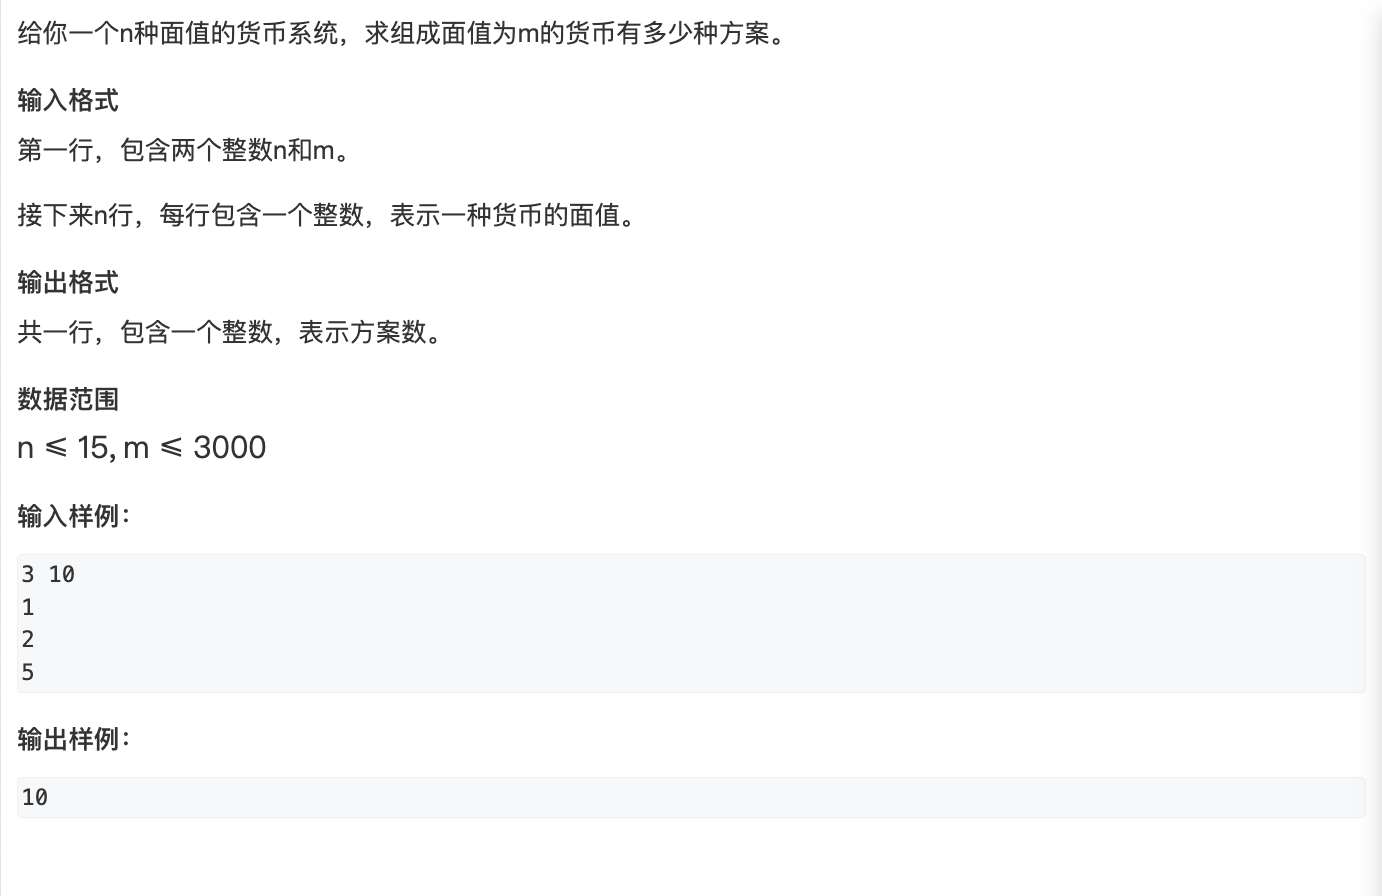 给你一个n种面值的货币系统，求组成面值为m的货币有多少种方案。
输入格式
第一行，包含两个整数n和m。
接下来n行，每行包含一个整数，表示一种货币的面值。
输出格式
共一行，包含一个整数，表示方案数。
数据范围
n ⩽ 15, m ⩽ 3000
输入样例：
3 10
1
2
5
输出样例：
10